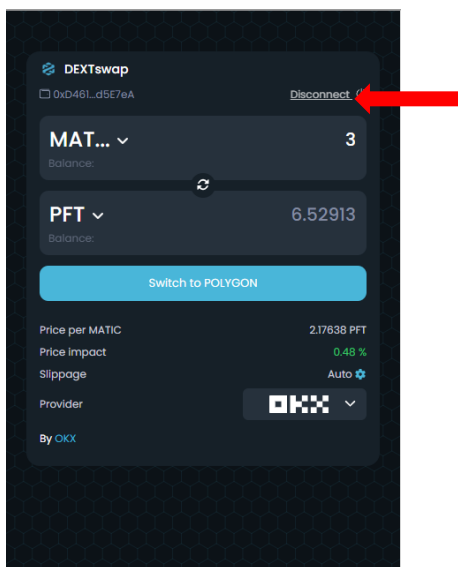 DEXTswap
0xD461...d5E7eA Disconnect
MAT... 3
Balance:
PFT 6.52913
Balance:
Switch to POLYGON
Price per MATIC 2.17638 PFT
Price impact 0.48 %
Slippage Auto
Provider OKX
By OKX